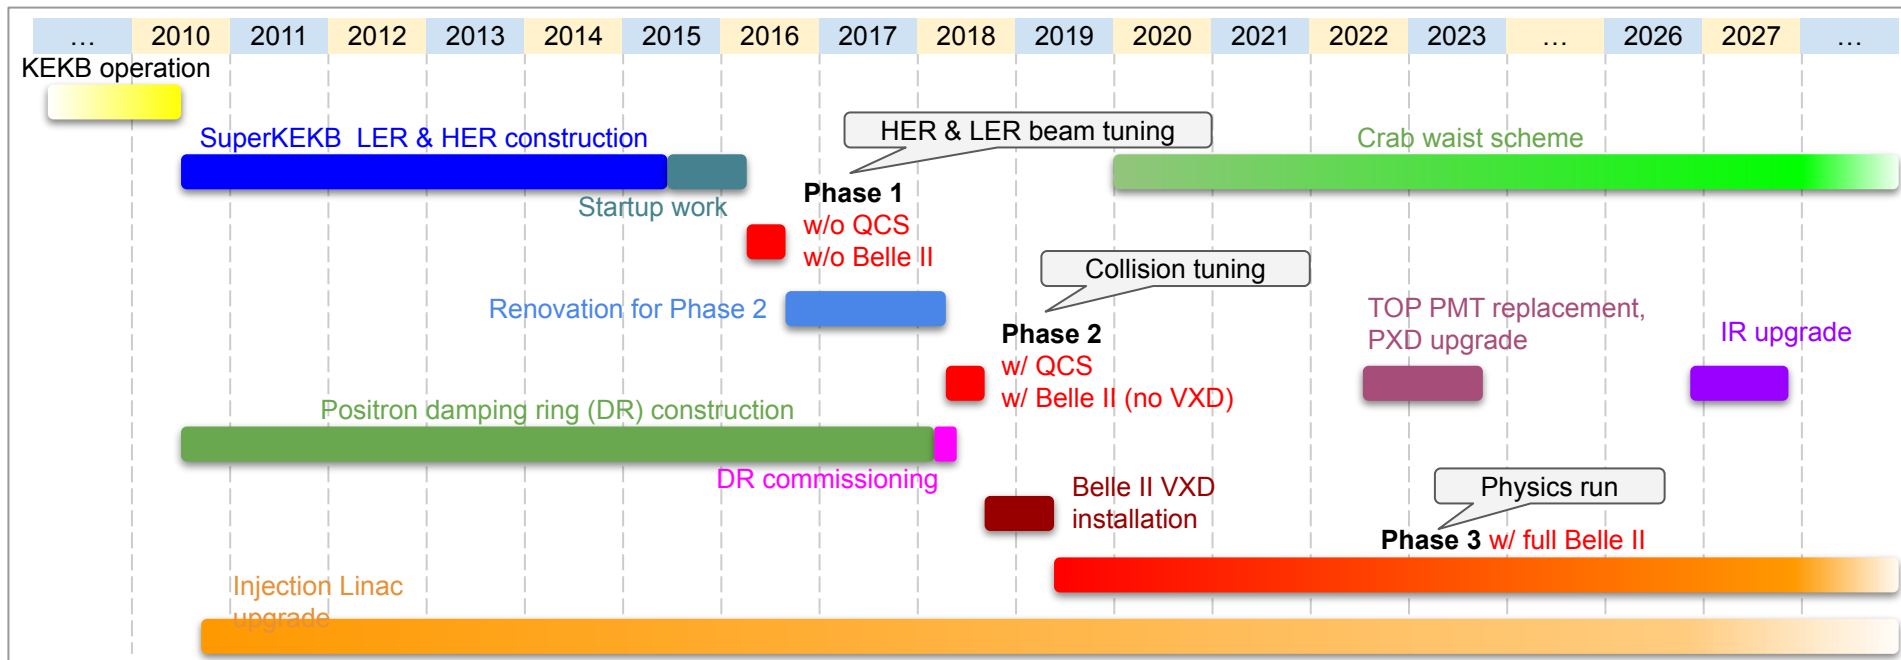 ... 2010 2011 2012 2013 2014 2015 2016 2017 2018 2019 2020 2021 2022 2023 ... 2026 2027 ...
KEKB operation
SuperKEKB LER & HER construction
HER & LER beam tuning
Crab waist scheme
Startup work
Phase 1
w/o QCS
w/o Belle II
Collision tuning
Renovation for Phase 2
Phase 2
w/ QCS
w/ Belle II (no VXD)
TOP PMT replacement,
PXD upgrade
IR upgrade
Positron damping ring (DR) construction
DR commissioning
Belle II VXD
installation
Physics run
Phase 3 w/ full Belle II
Injection Linac
upgrade